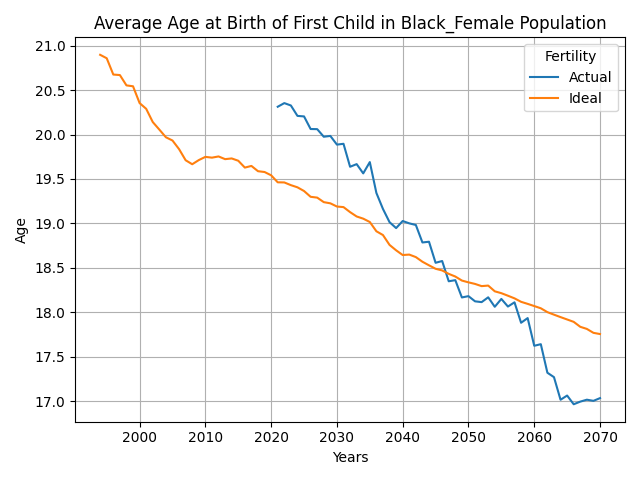 Average Age at Birth of First Child in Black_Female Population
21.0
20.5
20.0
19.5
19.0
18.5
18.0
17.5
17.0
Age
Fertility
Actual
Ideal
2000 2010 2020 2030 2040 2050 2060 2070
Years